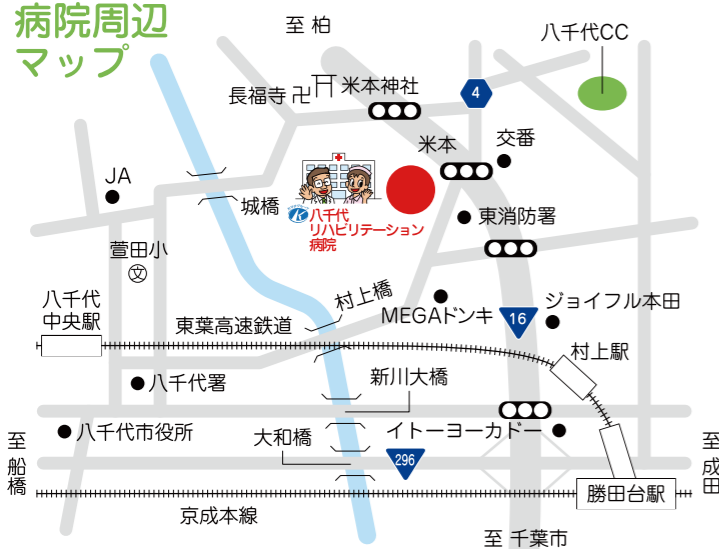 病院周辺
マップ
至 柏
八千代CC
長福寺 卍
米本神社
4
米本
交番
JA
城橋
八千代
リハビリテーション
病院
東消防署
萱田小
文
八千代
中央駅
東葉高速鉄道
村上橋
MEGAドンキ
16
ジョイフル本田
村上駅
八千代署
新川大橋
八千代市役所
大和橋
イトーヨーカドー
296
至 船橋
至 成田
勝田台駅
京成本線
至 千葉市